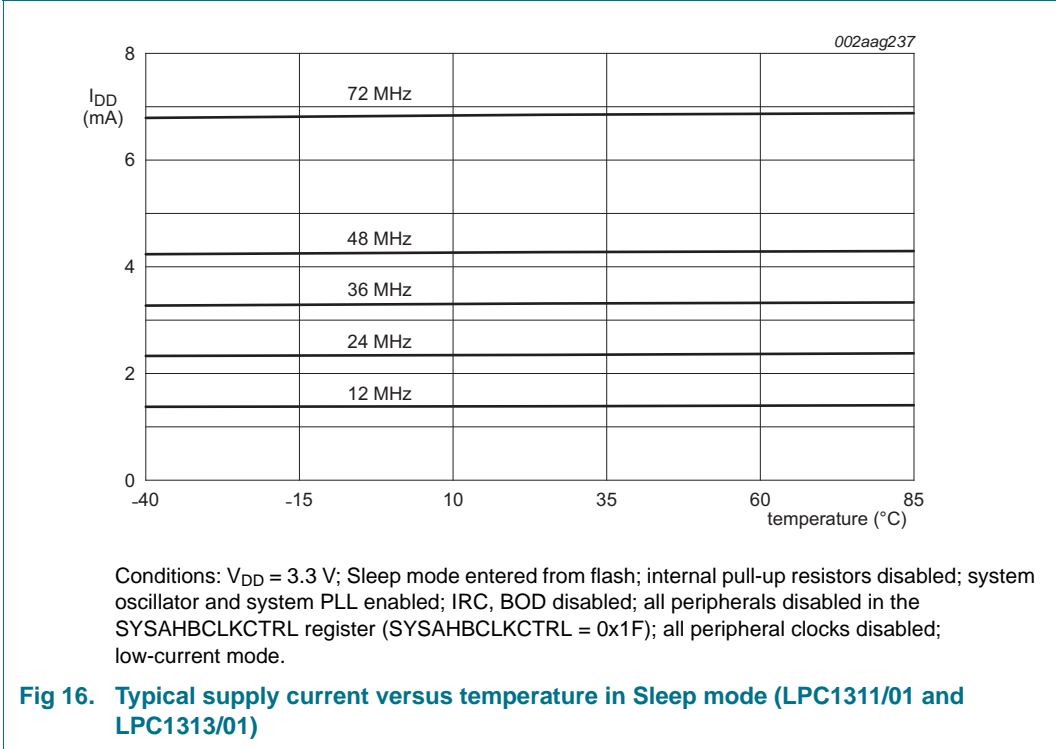 002aag237
8
IDD
(mA)
72 MHz
6
48 MHz
4
36 MHz
24 MHz
2
12 MHz
0
-40 -15 10 35 60 85
temperature (°C)
Conditions: VDD = 3.3 V; Sleep mode entered from flash; internal pull-up resistors disabled; system
oscillator and system PLL enabled; IRC, BOD disabled; all peripherals disabled in the
SYSAHBCLKCTRL register (SYSAHBCLKCTRL = 0x1F); all peripheral clocks disabled;
low-current mode.
Fig 16. Typical supply current versus temperature in Sleep mode (LPC1311/01 and
LPC1313/01)